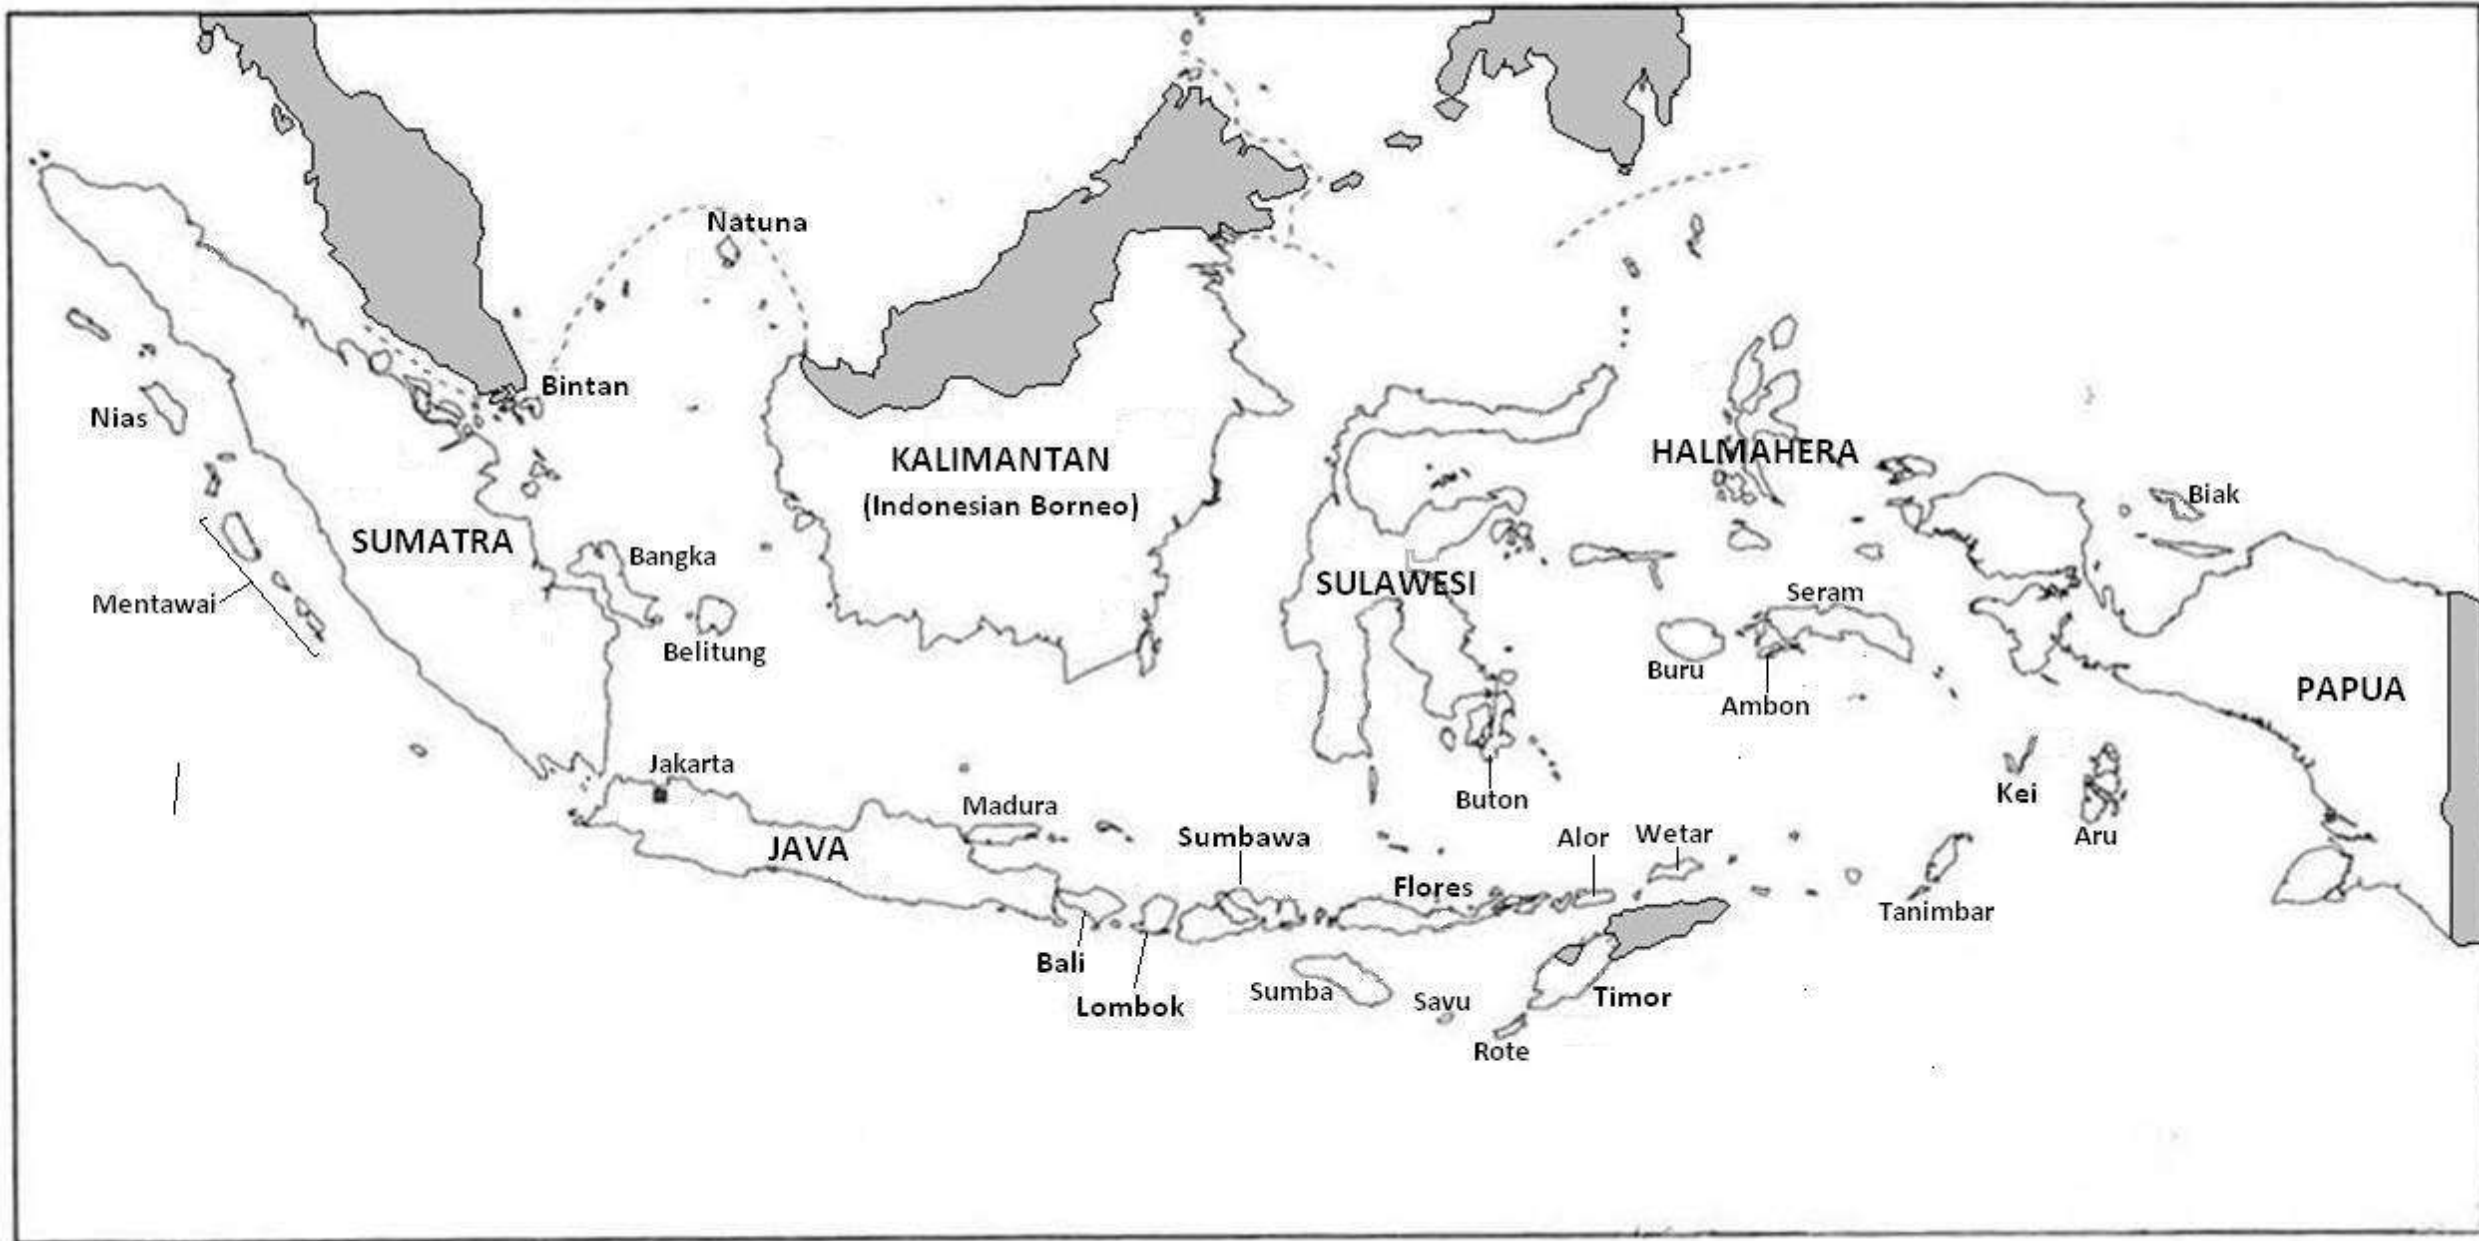 Natuna
Bintan
Nias
HALMAHERA
KALIMANTAN
(Indonesian Borneo)
Biak
SUMATRA
Bangka
SULAWESI
Seram
Mentawai
Belitung
Buru
PAPUA
Ambon
Jakarta
Kei
Buton
Madura
Sumbawa
Alor
Wetar
Aru
JAVA
Flores
Tanimbar
Bali
Sumba
Savu
Timor
Lombok
Rote